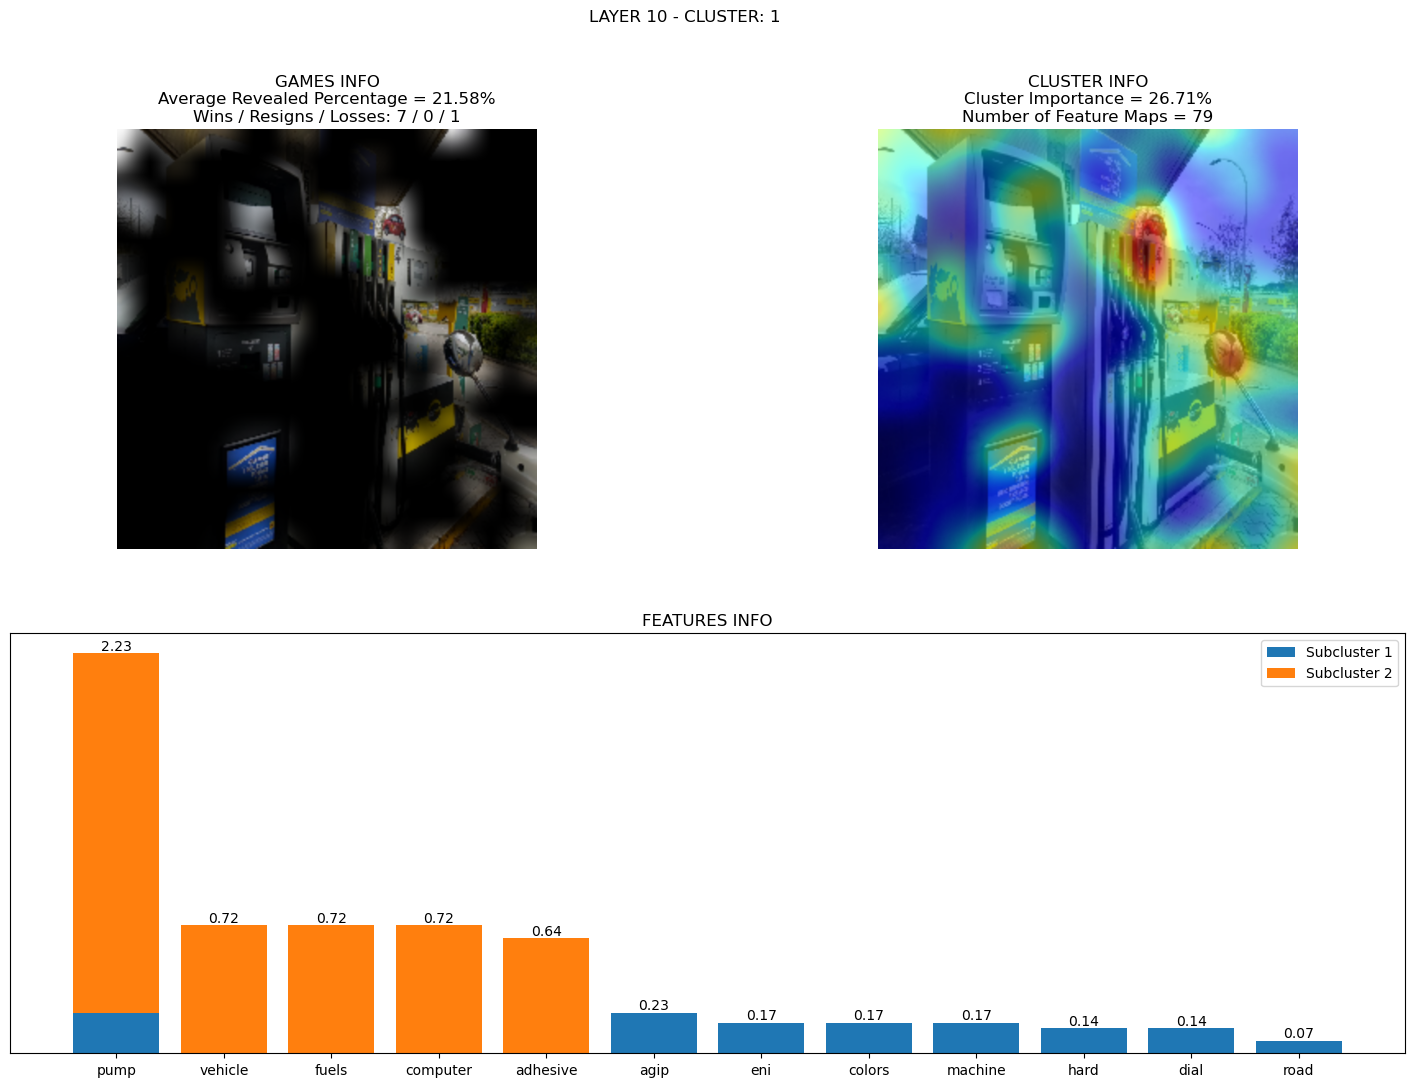 LAYER 10 - CLUSTER: 1
GAMES INFO
Average Revealed Percentage = 21.58%
Wins / Resigns / Losses: 7 / 0 / 1
CLUSTER INFO
Cluster Importance = 26.71%
Number of Feature Maps = 79
FEATURES INFO
Subcluster 1
Subcluster 2
2.23
0.72
0.72
0.72
0.64
0.23
0.17
0.17
0.17
0.14
0.14
0.07
pump
vehicle
fuels
computer
adhesive
agip
eni
colors
machine
hard
dial
road